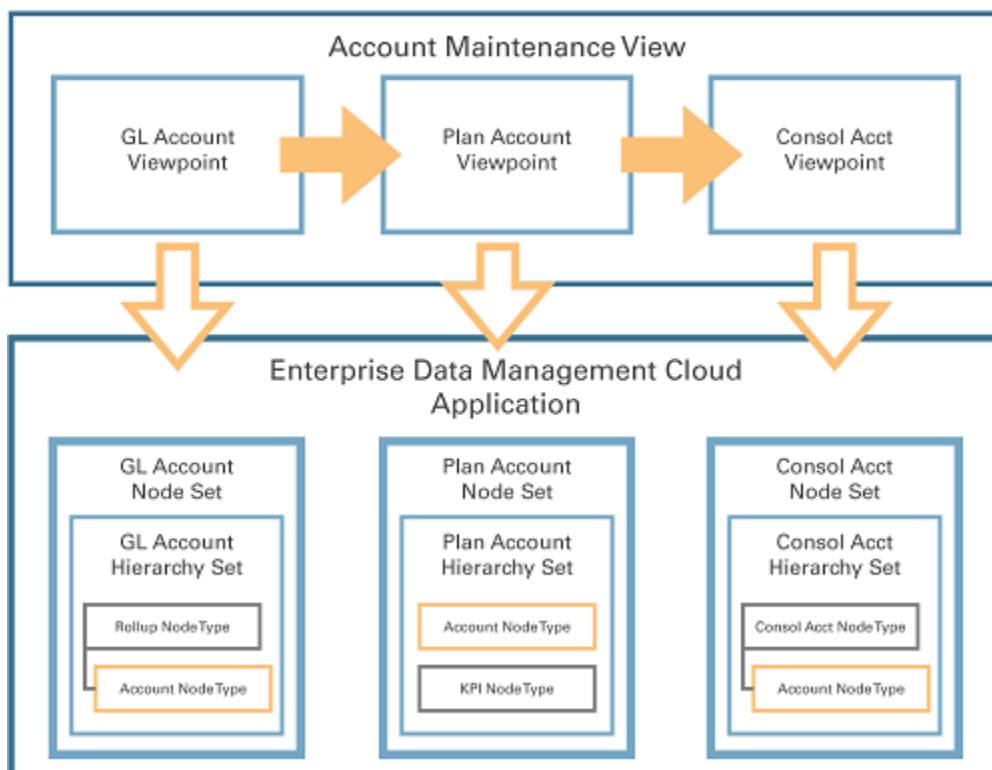 Account Maintenance View
GL Account
Viewpoint
Plan Account
Viewpoint
Consol Acct
Viewpoint
Enterprise Data Management Cloud
Application
GL Account
Node Set
GL Account
Hierarchy Set
Rollup NodeType
Account NodeType
Plan Account
Node Set
Plan Account
Hierarchy Set
Account NodeType
KPI NodeType
Consol Acct
Node Set
Consol Acct
Hierarchy Set
Consol Acct NodeType
Account NodeType